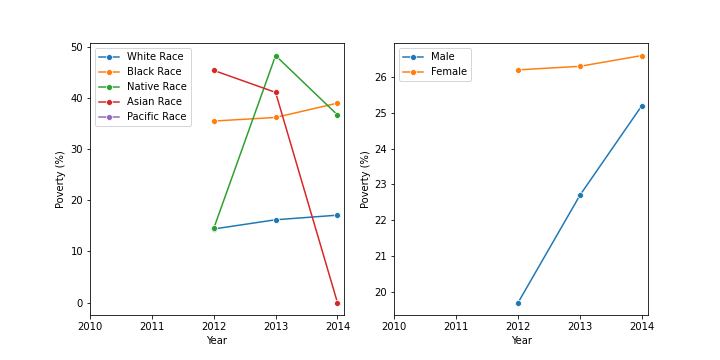 White Race
Black Race
Native Race
Asian Race
Pacific Race
50
40
30
20
10
0
Poverty (%)
2010 2011 2012 2013 2014
Year
Male
Female
26
25
24
23
22
21
20
Poverty (%)
2010 2011 2012 2013 2014
Year